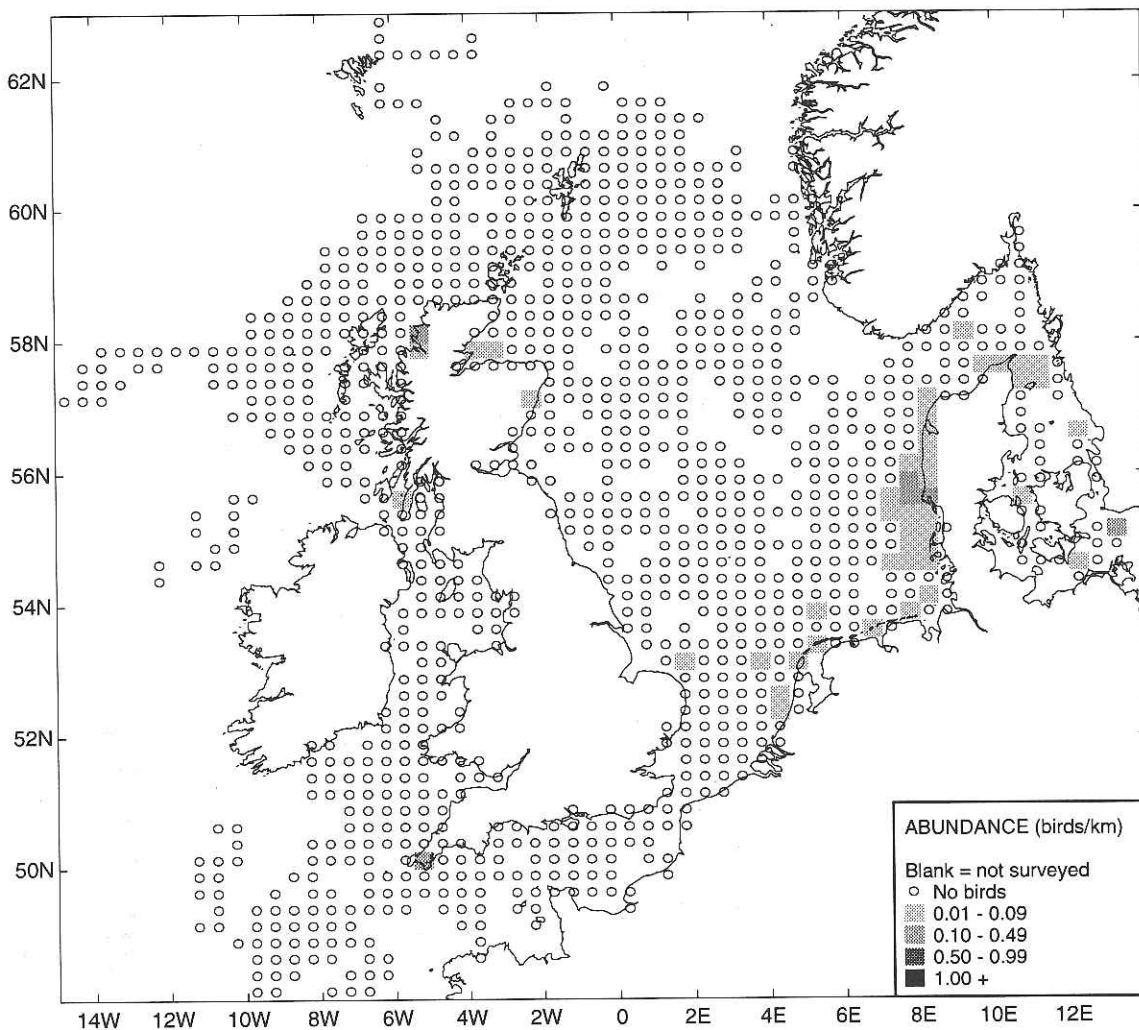 62N
60N
58N
56N
54N
52N
50N
ABUNDANCE (birds/km)
Blank = not surveyed
No birds
0.01 - 0.09
0.10 - 0.49
0.50 - 0.99
1.00 +
14W 12W 10W 8W 6W 4W 2W 0 2E 4E 6E 8E 10E 12E